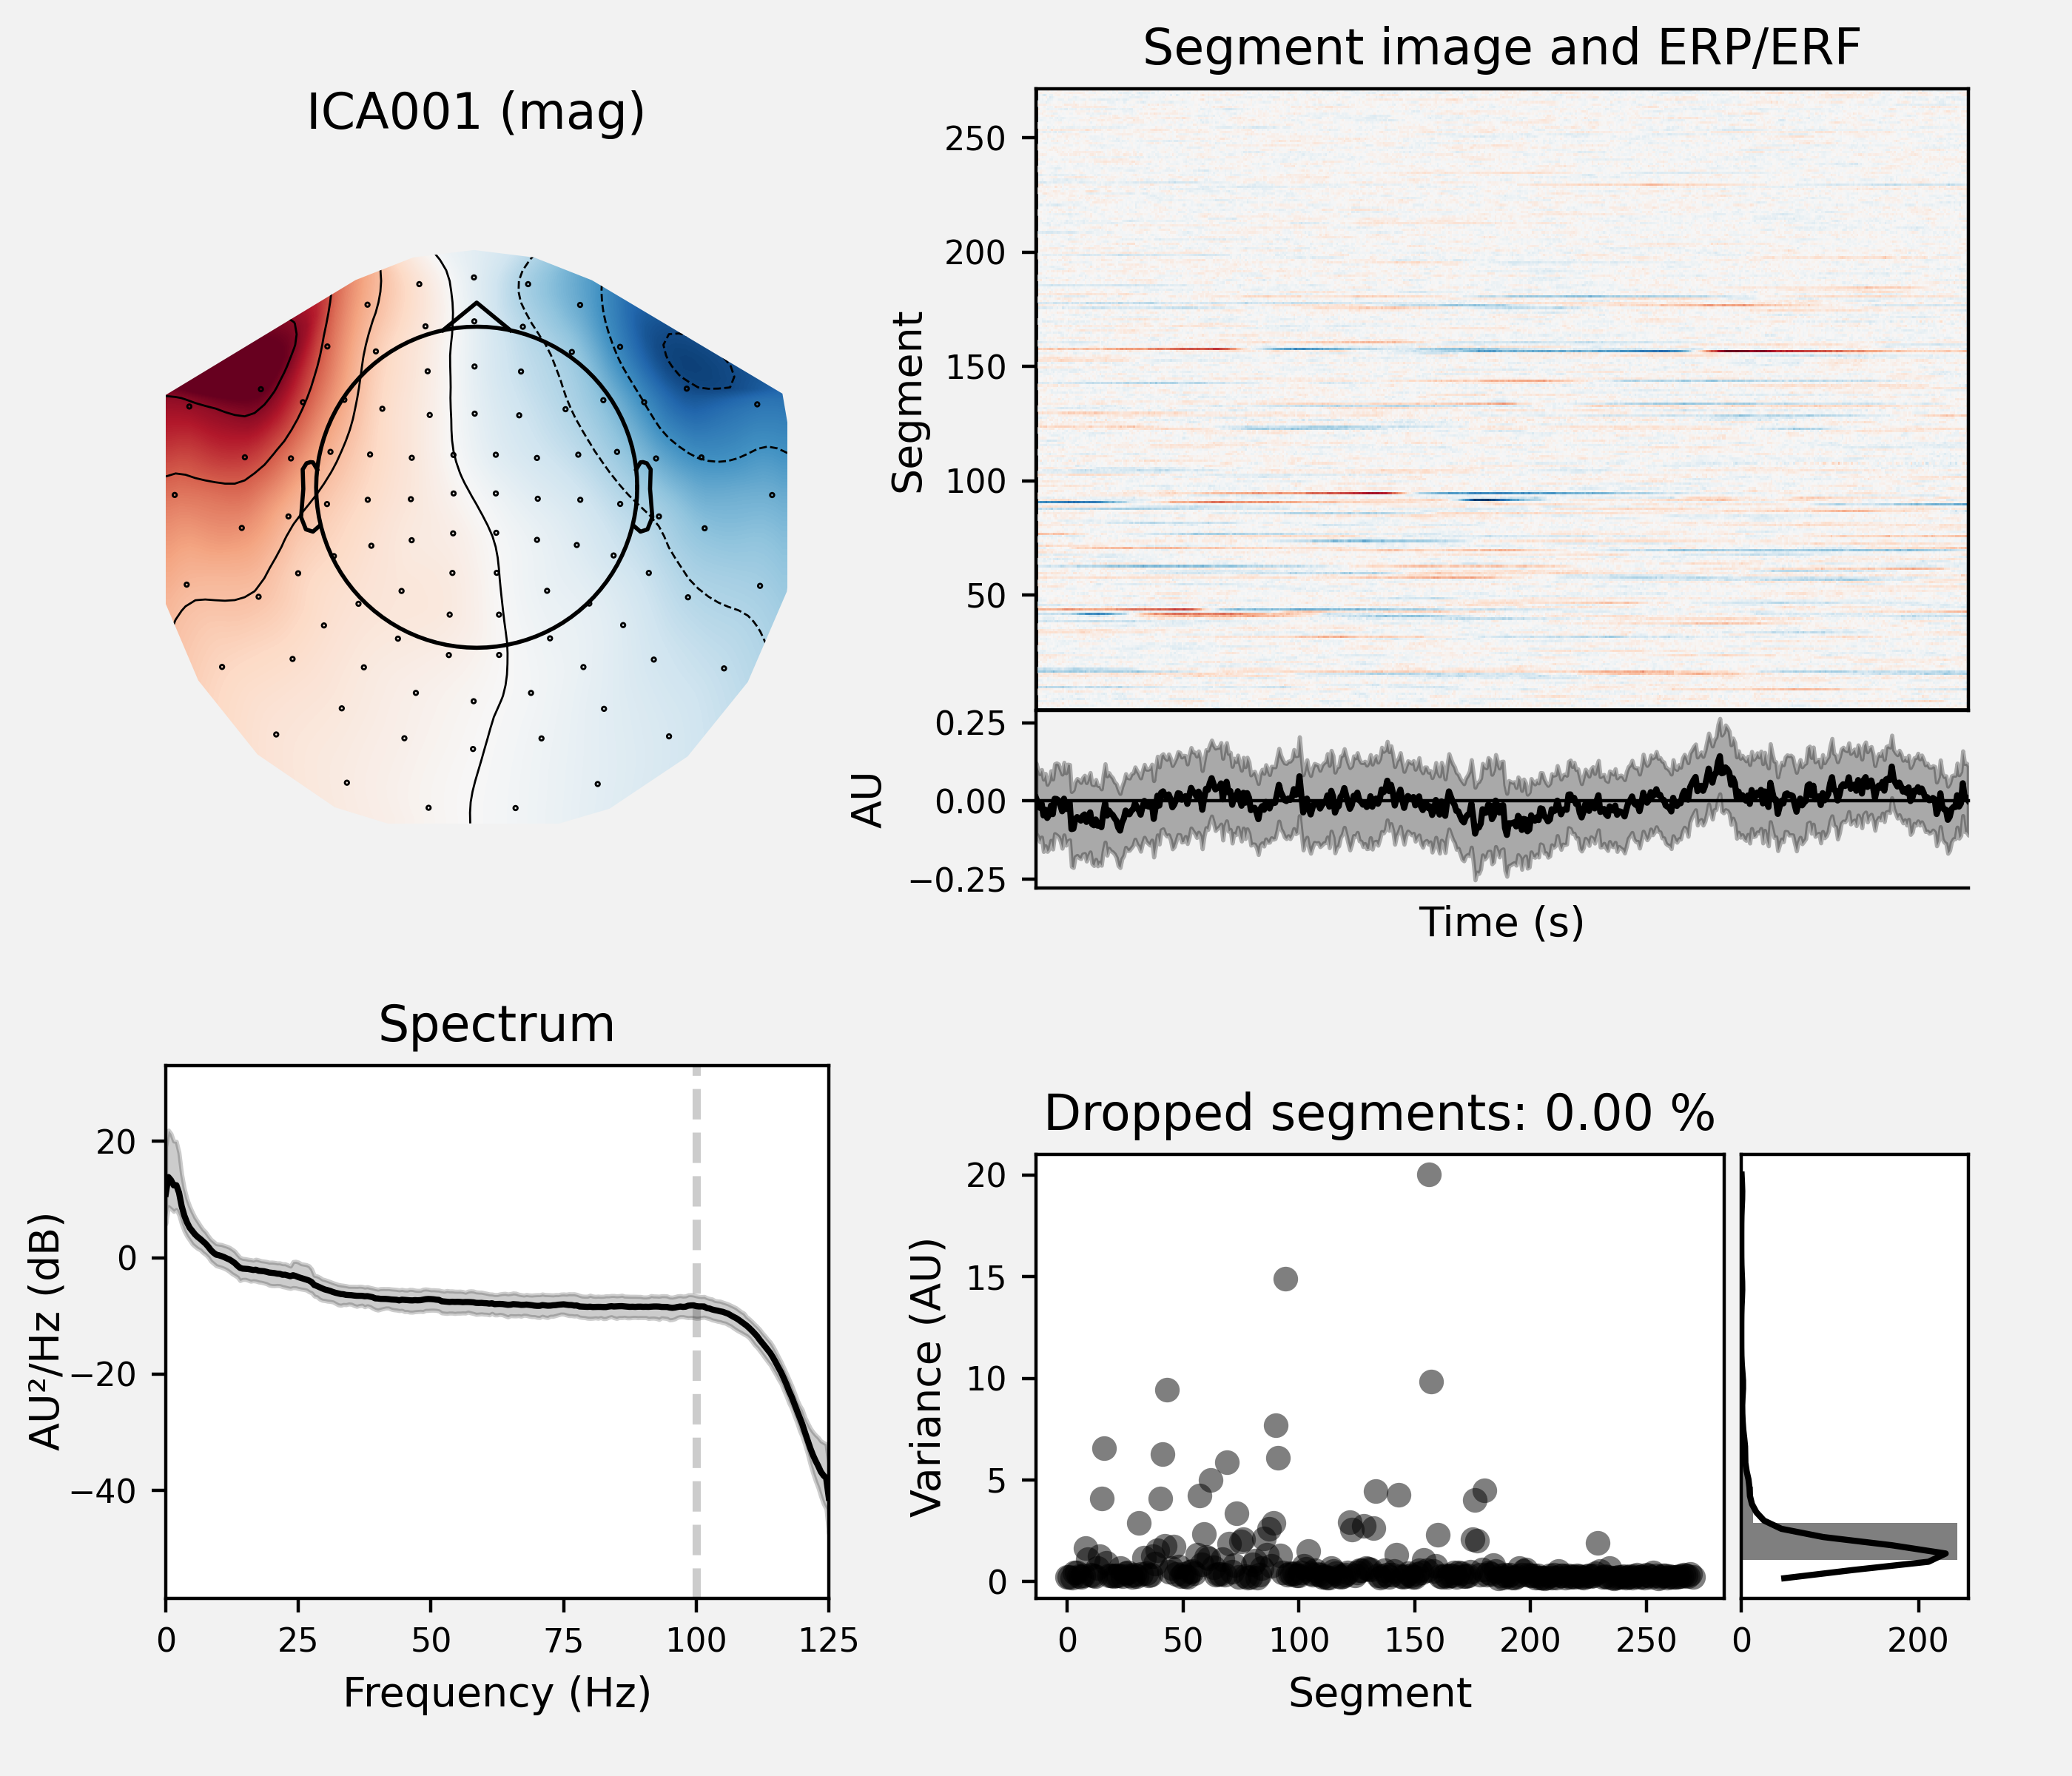 ICA001 (mag)
Segment image and ERP/ERF
Segment
250
200
150
100
50
AU
0.25
0.00
−0.25
Time (s)
Spectrum
AU²/Hz (dB)
20
0
−20
−40
0 25 50 75 100 125
Frequency (Hz)
Dropped segments: 0.00 %
Variance (AU)
20
15
10
5
0
0 50 100 150 200 250
Segment
0 200